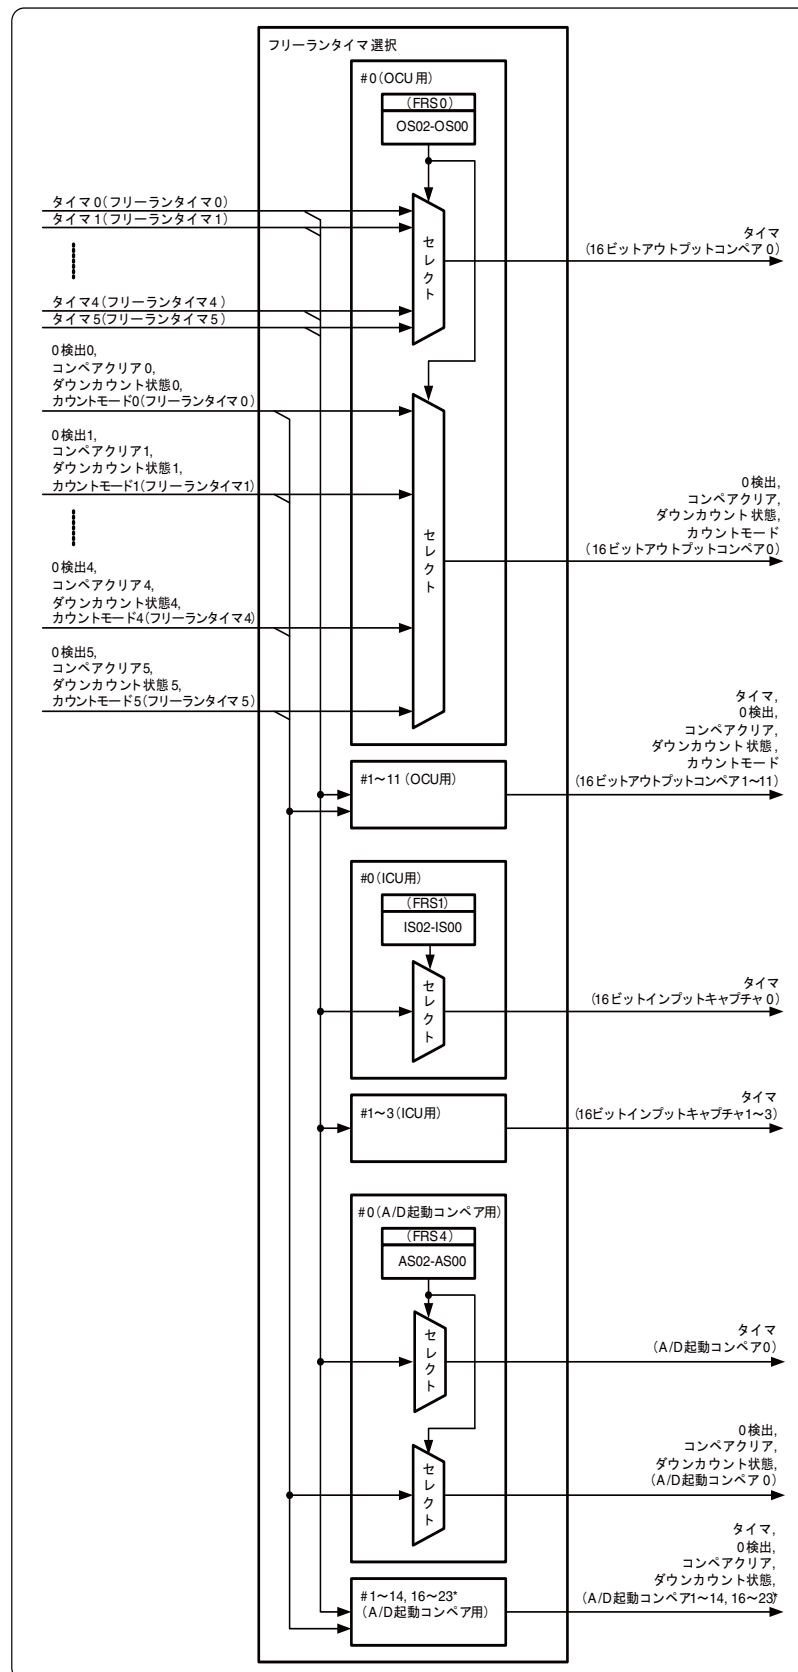 フリーランタイマ選択
#0(OCU用)
(FRS0)
OS02-OS00
タイマ0(フリーランタイマ0)
タイマ1(フリーランタイマ1)
タイマ4(フリーランタイマ4)
タイマ5(フリーランタイマ5)
セレクト
タイマ
(16ビットアウトプットコンペア0)
0検出0,
コンペアクリア0,
ダウンカウント状態0,
カウントモード0(フリーランタイマ0)
0検出1,
コンペアクリア1,
ダウンカウント状態1,
カウントモード1(フリーランタイマ1)
0検出4,
コンペアクリア4,
ダウンカウント状態4,
カウントモード4(フリーランタイマ4)
0検出5,
コンペアクリア5,
ダウンカウント状態5,
カウントモード5(フリーランタイマ5)
セレクト
0検出,
コンペアクリア,
ダウンカウント状態,
カウントモード
(16ビットアウトプットコンペア0)
#1～11(OCU用)
タイマ,
0検出,
コンペアクリア,
ダウンカウント状態,
カウントモード
(16ビットアウトプットコンペア1～11)
#0(ICU用)
(FRS1)
IS02-IS00
セレクト
タイマ
(16ビットインプットキャプチャ0)
#1～3(ICU用)
タイマ
(16ビットインプットキャプチャ1～3)
#0(A/D起動コンペア用)
(FRS4)
AS02-AS00
セレクト
タイマ
(A/D起動コンペア0)
セレクト
0検出,
コンペアクリア,
ダウンカウント状態,
(A/D起動コンペア0)
#1～14, 16～23*
(A/D起動コンペア用)
タイマ,
0検出,
コンペアクリア,
ダウンカウント状態,
(A/D起動コンペア1～14, 16～23*)